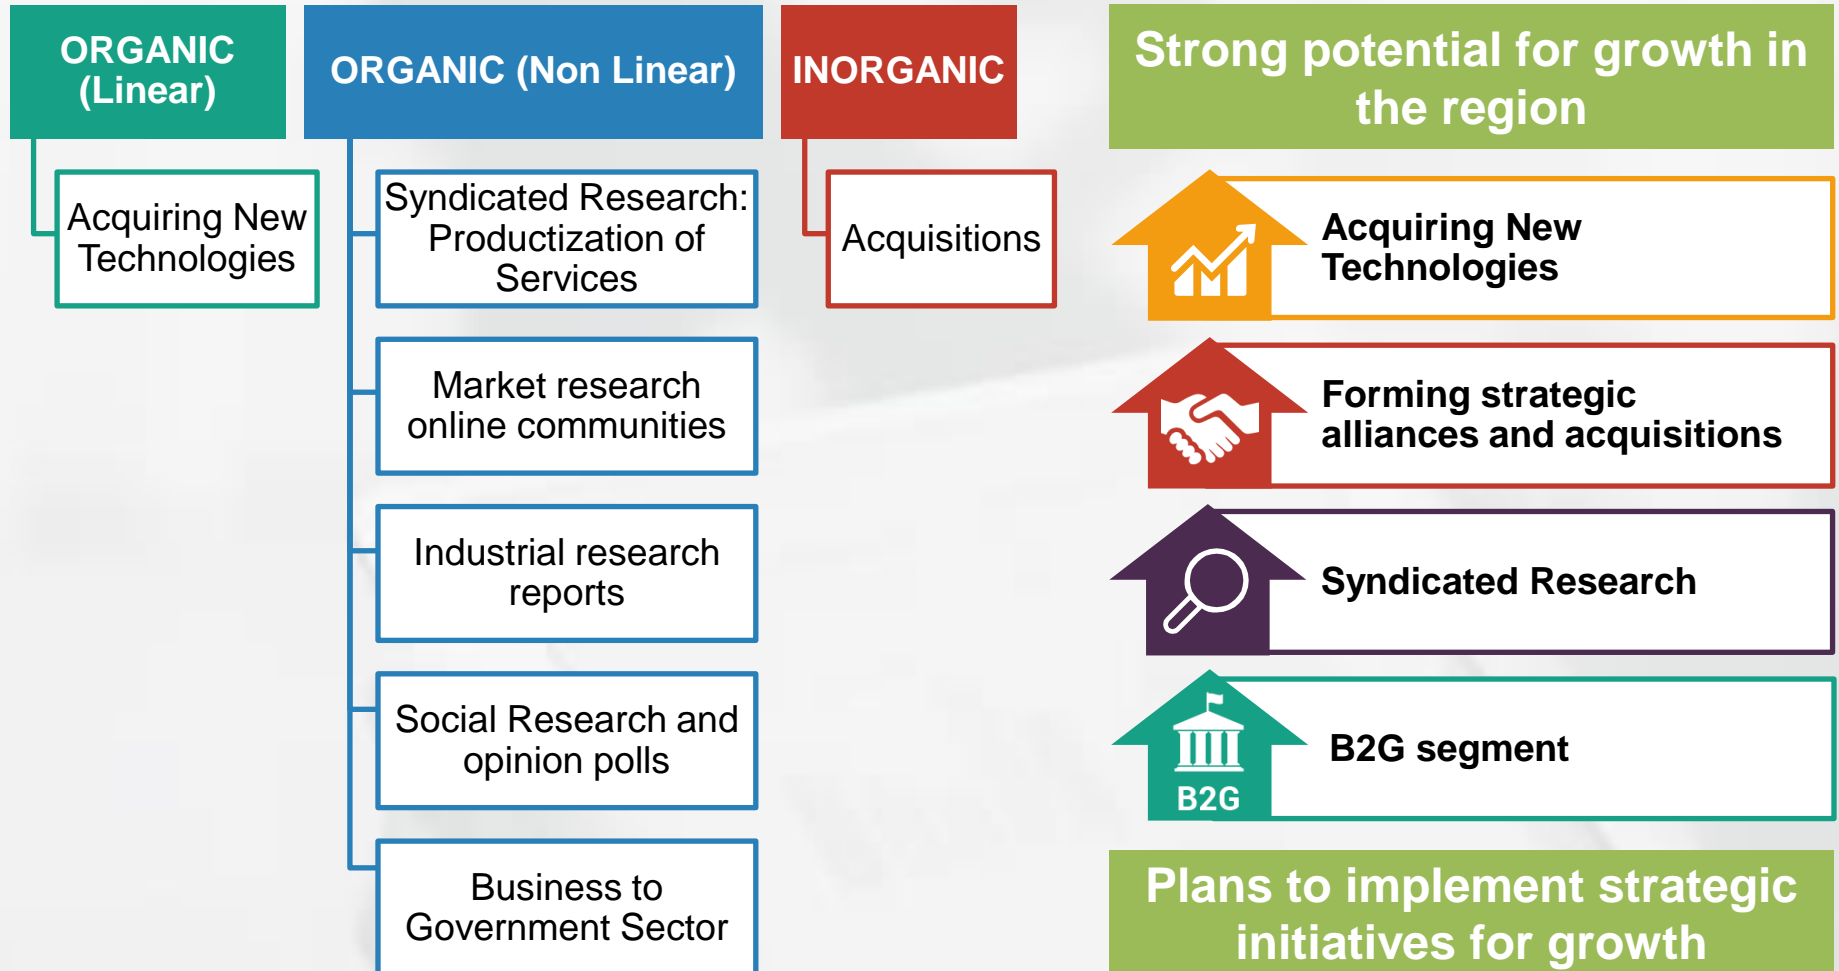 ORGANIC
(Linear)
Acquiring New
Technologies
ORGANIC (Non Linear)
Syndicated Research:
Productization of
Services
Market research
online communities
Industrial research
reports
Social Research and
opinion polls
Business to
Government Sector
INORGANIC
Acquisitions
Strong potential for growth in
the region
Acquiring New
Technologies
Forming strategic
alliances and acquisitions
Syndicated Research
B2G
B2G segment
Plans to implement strategic
initiatives for growth